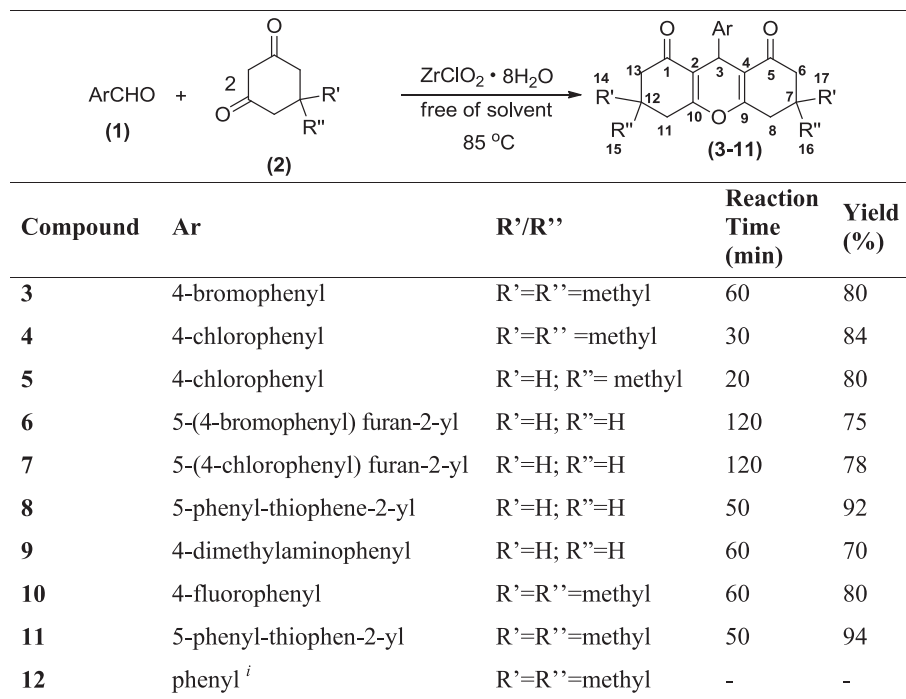 O O Ar O
2 ZrClO₂ • 8H₂O 13 1 2 3 4 5 6
ArCHO + R' free of solvent 14 R' 12 10 O 9 7 17 R'
(1) O R" 85 °C R" 11 8 R"
(2) 15 (3-11) 16
Compound Ar R’/R’’ Reaction Time (min) Yield (%)
3 4-bromophenyl R’=R’’=methyl 60 80
4 4-chlorophenyl R’=R’’ =methyl 30 84
5 4-chlorophenyl R’=H; R”= methyl 20 80
6 5-(4-bromophenyl) furan-2-yl R’=H; R”=H 120 75
7 5-(4-chlorophenyl) furan-2-yl R’=H; R”=H 120 78
8 5-phenyl-thiophene-2-yl R’=H; R”=H 50 92
9 4-dimethylaminophenyl R’=H; R”=H 60 70
10 4-fluorophenyl R’=R’’=methyl 60 80
11 5-phenyl-thiophen-2-yl R’=R’’=methyl 50 94
12 phenyl ⁱ R’=R’’=methyl - -